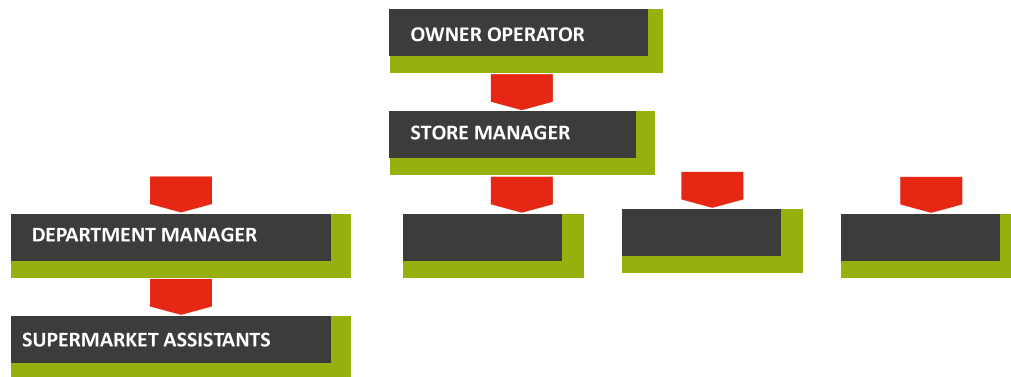 OWNER OPERATOR
STORE MANAGER
DEPARTMENT MANAGER
SUPERMARKET ASSISTANTS